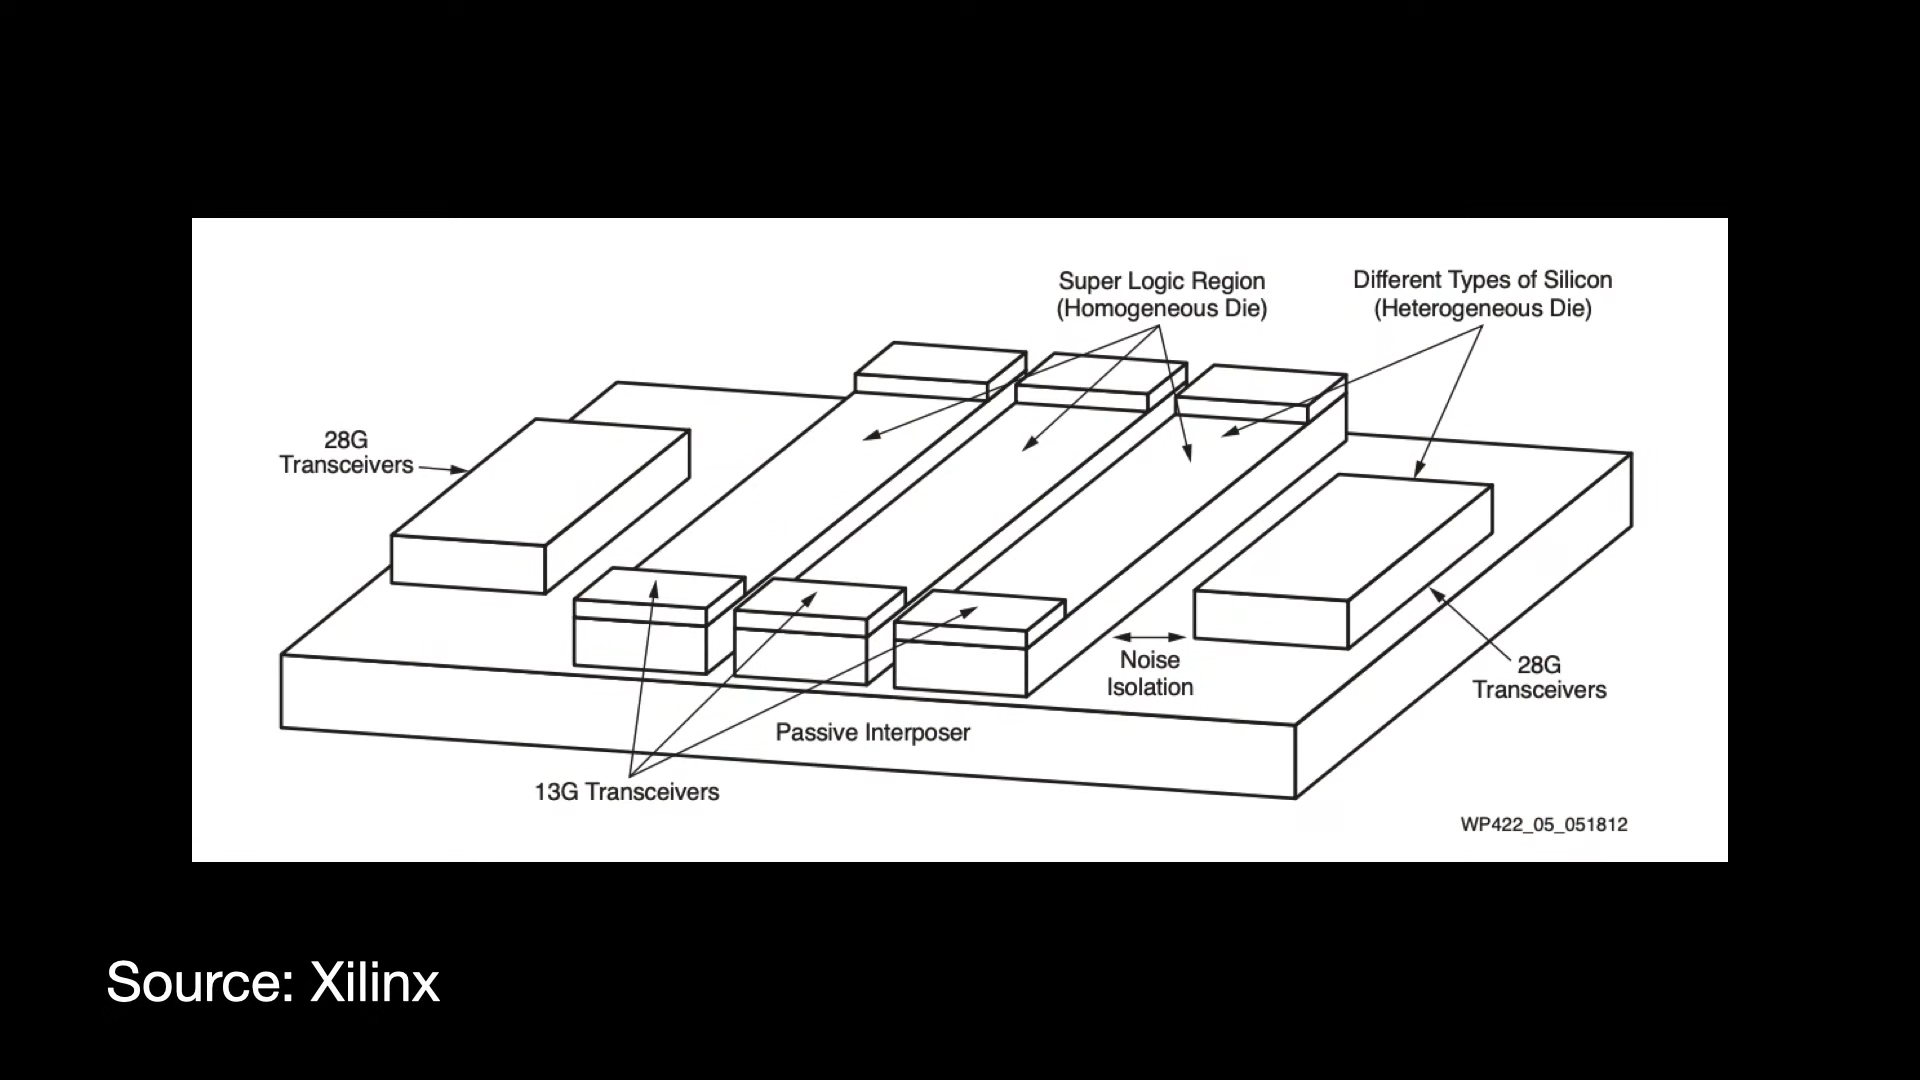 Super Logic Region
(Homogeneous Die)
Different Types of Silicon
(Heterogeneous Die)
28G
Transceivers
Noise
Isolation
28G
Transceivers
Passive Interposer
13G Transceivers
WP422_05_051812
Source: Xilinx